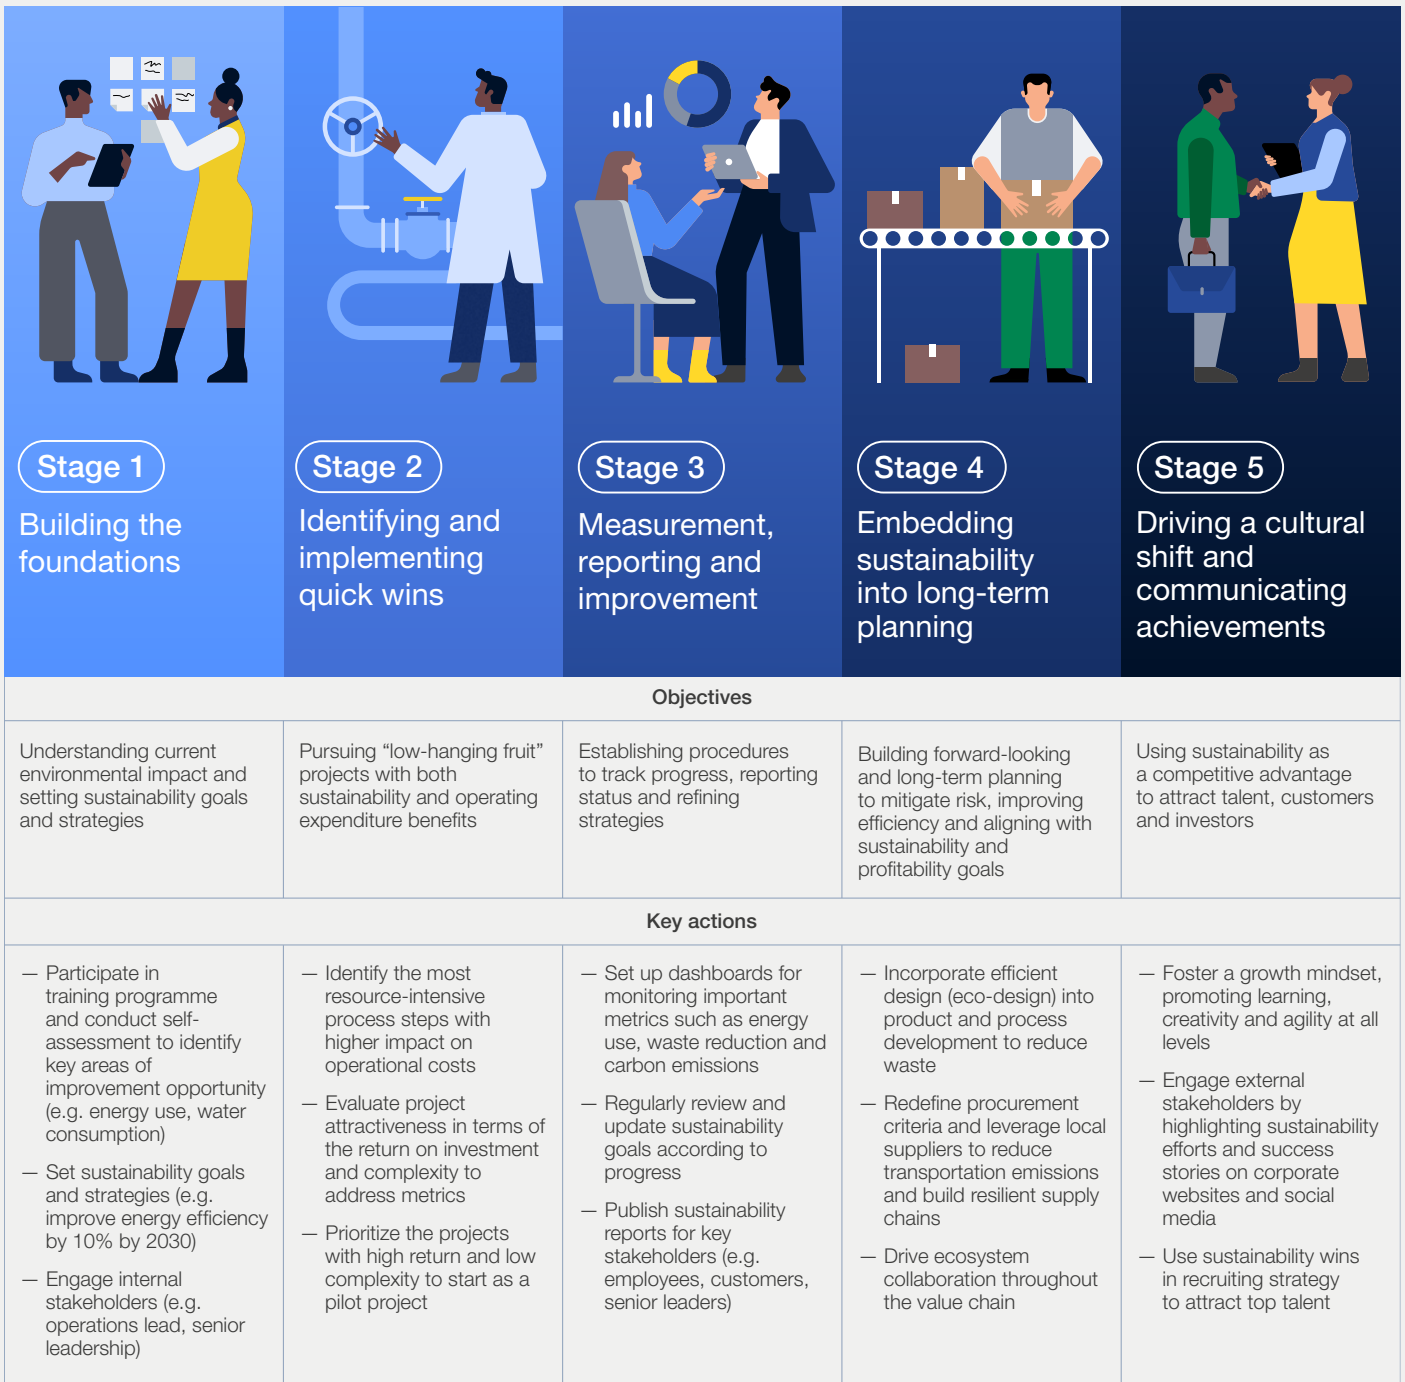 Stage 1
Building the
foundations
Stage 2
Identifying and
implementing
quick wins
Stage 3
Measurement,
reporting and
improvement
Stage 4
Embedding
sustainability
into long-term
planning
Stage 5
Driving a cultural
shift and
communicating
achievements
Objectives
Understanding current
environmental impact and
setting sustainability goals
and strategies
Pursuing “low-hanging fruit”
projects with both
sustainability and operating
expenditure benefits
Establishing procedures
to track progress, reporting
status and refining
strategies
Building forward-looking
and long-term planning
to mitigate risk, improving
efficiency and aligning with
sustainability and
profitability goals
Using sustainability as
a competitive advantage
to attract talent, customers
and investors
Key actions
— Participate in
training programme
and conduct self-
assessment to identify
key areas of
improvement opportunity
(e.g. energy use, water
consumption)
— Set sustainability goals
and strategies (e.g.
improve energy efficiency
by 10% by 2030)
— Engage internal
stakeholders (e.g.
operations lead, senior
leadership)
— Identify the most
resource-intensive
process steps with
higher impact on
operational costs
— Evaluate project
attractiveness in terms of
the return on investment
and complexity to
address metrics
— Prioritize the projects
with high return and low
complexity to start as a
pilot project
— Set up dashboards for
monitoring important
metrics such as energy
use, waste reduction and
carbon emissions
— Regularly review and
update sustainability
goals according to
progress
— Publish sustainability
reports for key
stakeholders (e.g.
employees, customers,
senior leaders)
— Incorporate efficient
design (eco-design) into
product and process
development to reduce
waste
— Redefine procurement
criteria and leverage local
suppliers to reduce
transportation emissions
and build resilient supply
chains
— Drive ecosystem
collaboration throughout
the value chain
— Foster a growth mindset,
promoting learning,
creativity and agility at all
levels
— Engage external
stakeholders by
highlighting sustainability
efforts and success
stories on corporate
websites and social
media
— Use sustainability wins
in recruiting strategy
to attract top talent